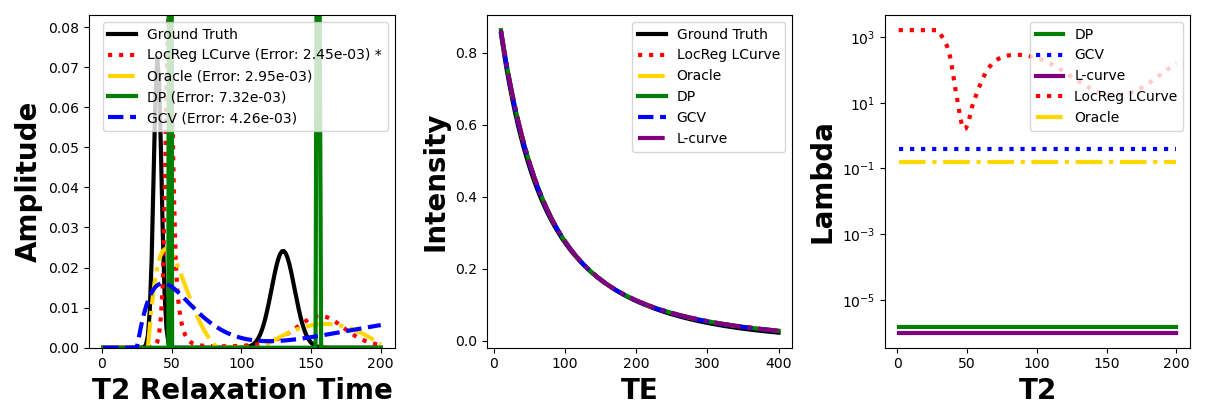 Amplitude
0.08
0.07
0.06
0.05
0.04
0.03
0.02
0.01
0.00
Ground Truth
LocReg LCurve (Error: 2.45e-03) *
Oracle (Error: 2.95e-03)
DP (Error: 7.32e-03)
GCV (Error: 4.26e-03)
0 50 100 150 200
T2 Relaxation Time
Intensity
0.8
0.6
0.4
0.2
0.0
Ground Truth
LocReg LCurve
Oracle
DP
GCV
L-curve
0 100 200 300 400
TE
Lambda
10³
10¹
10⁻¹
10⁻³
10⁻⁵
DP
GCV
L-curve
LocReg LCurve
Oracle
0 50 100 150 200
T2